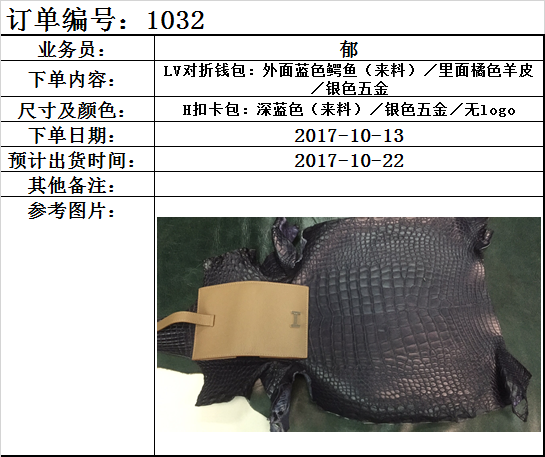 订单编号：1032
业务员：
郁
下单内容：
LV对折钱包：外面蓝色鳄鱼（来料）／里面橘色羊皮
／银色五金
尺寸及颜色：
H扣卡包：深蓝色（来料）／银色五金／无logo
下单日期：
2017-10-13
预计出货时间：
2017-10-22
其他备注：
参考图片：